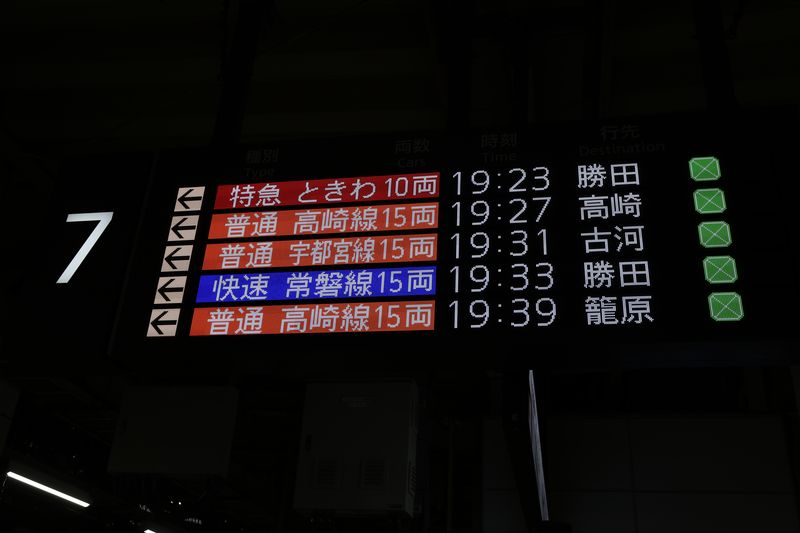 種別 両数 時刻 行先
Type Cars Time Destination
7
← 特急 ときわ 10両 19:23 勝田
← 普通 高崎線 15両 19:27 高崎
← 普通 宇都宮線 15両 19:31 古河
← 快速 常磐線 15両 19:33 勝田
← 普通 高崎線 15両 19:39 籠原